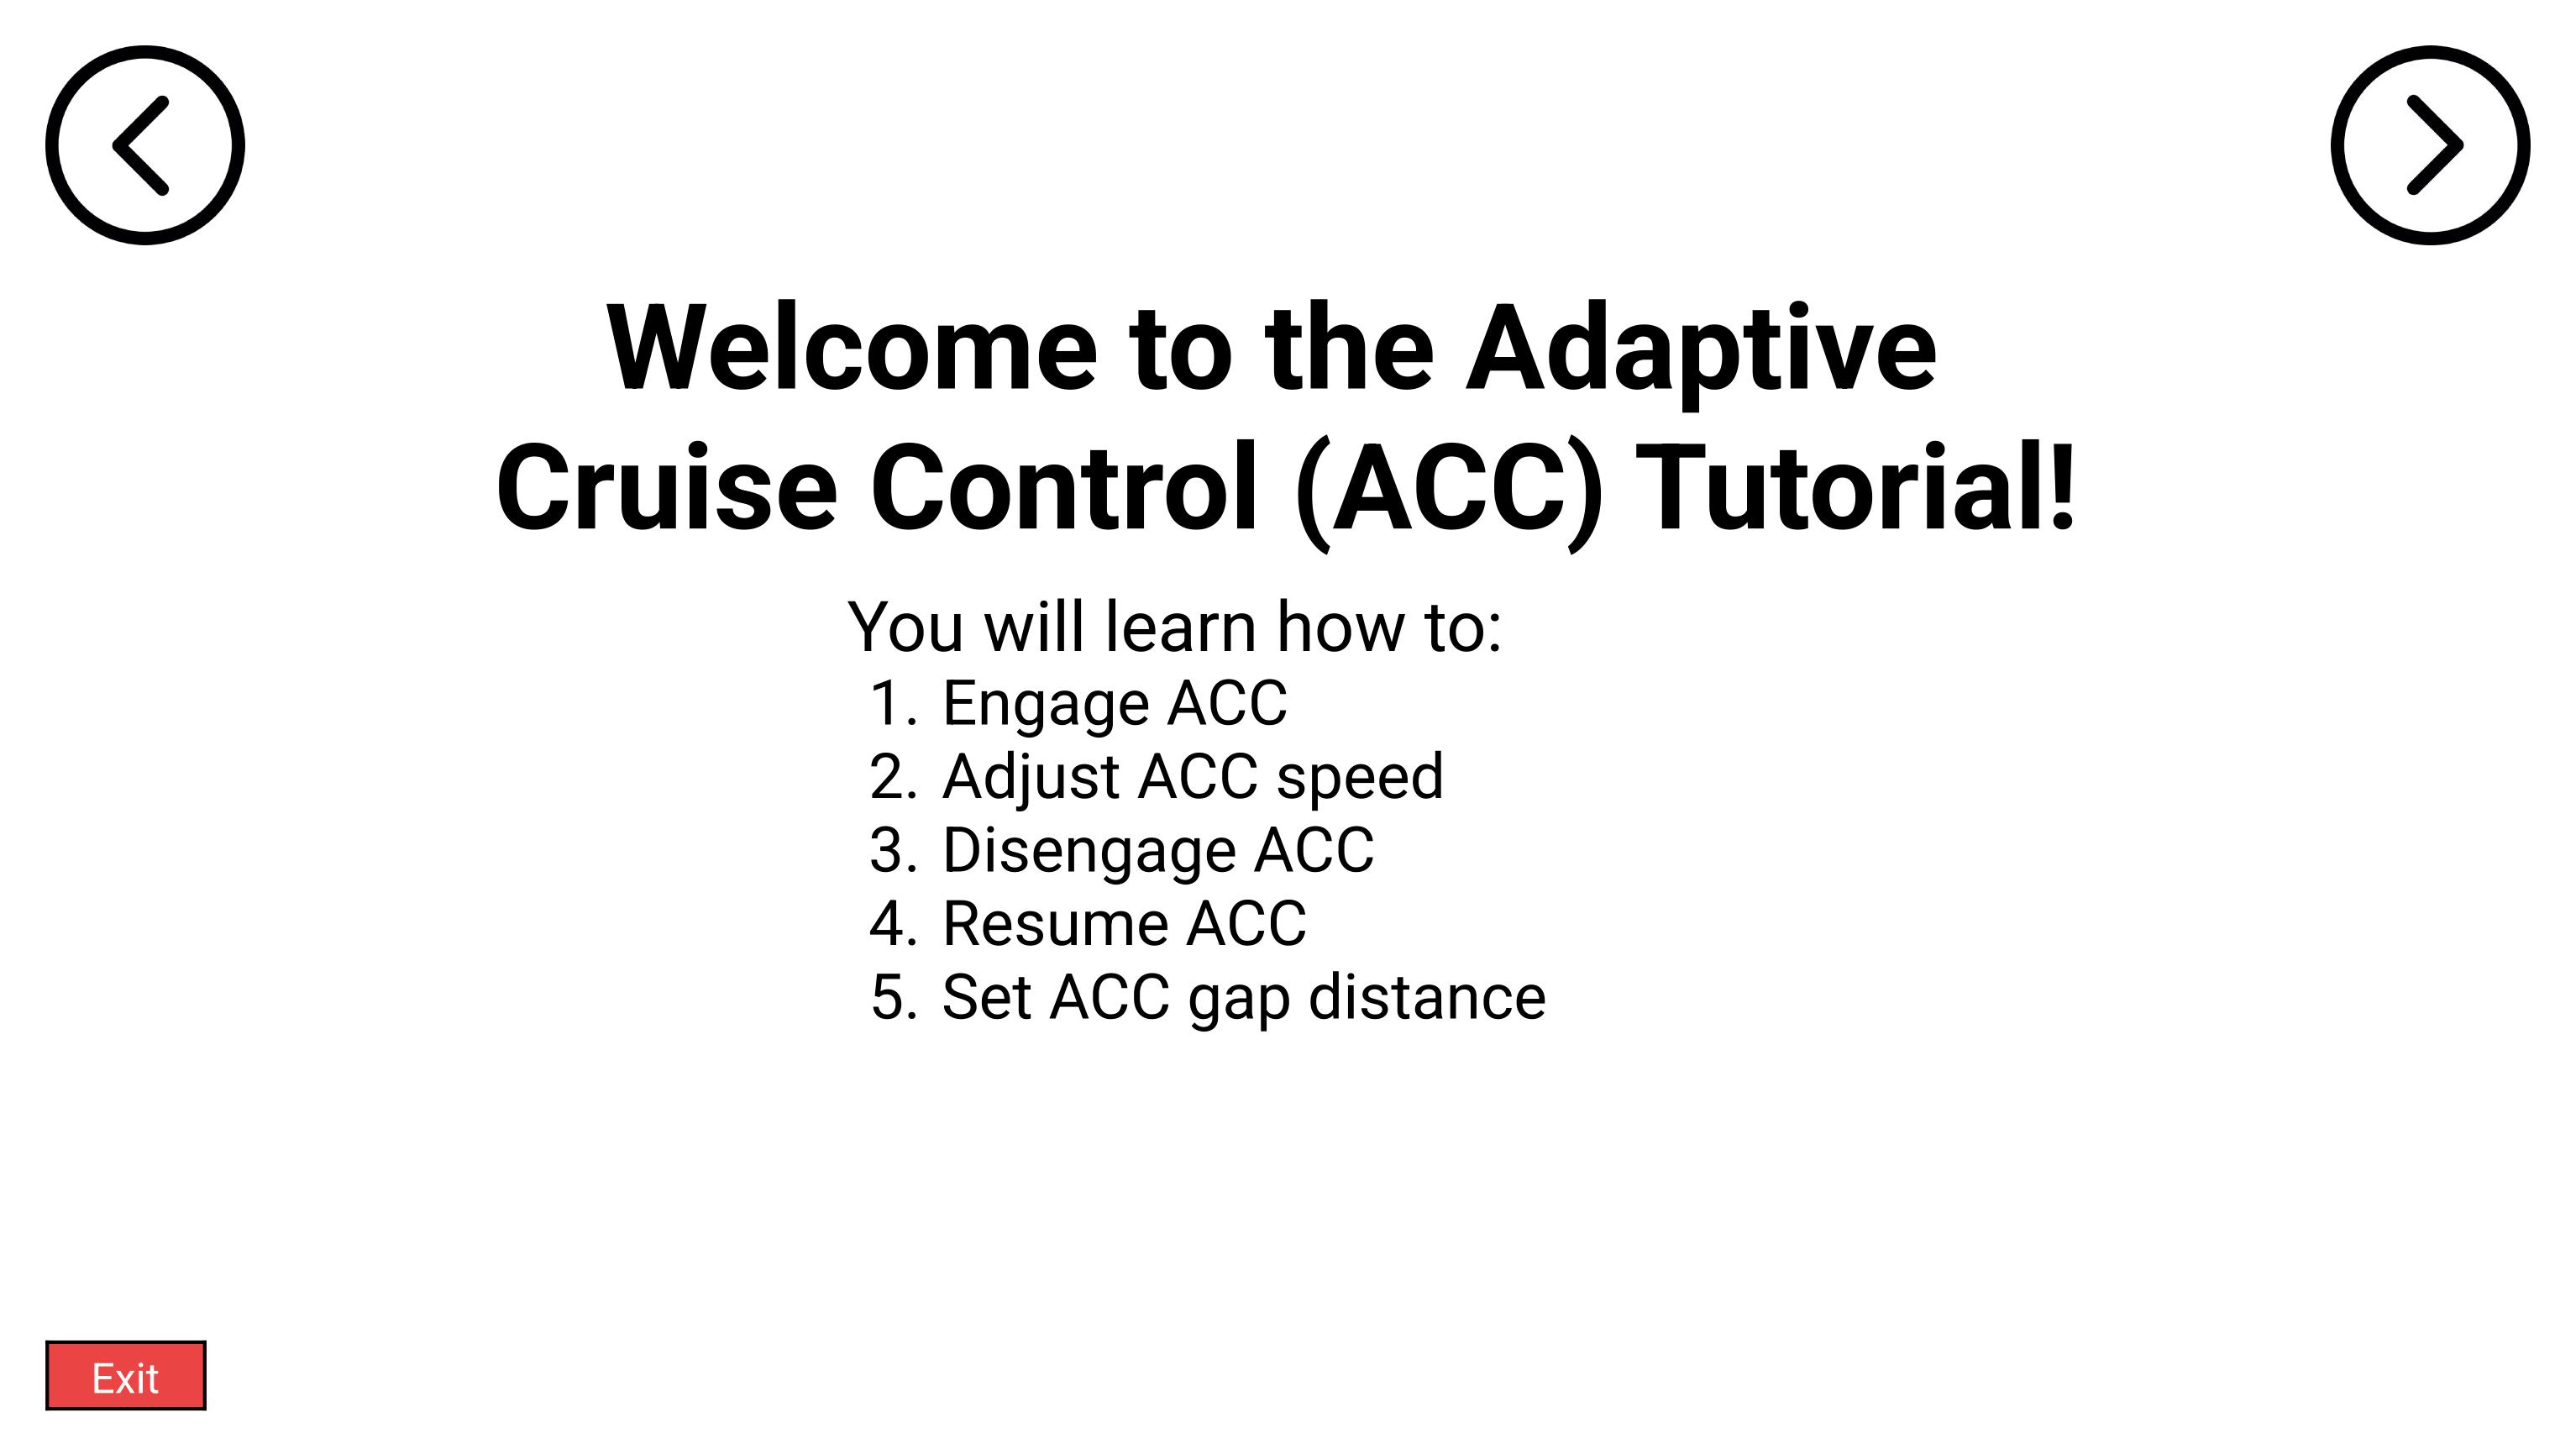 Welcome to the Adaptive
Cruise Control (ACC) Tutorial!
You will learn how to:
1. Engage ACC
2. Adjust ACC speed
3. Disengage ACC
4. Resume ACC
5. Set ACC gap distance
Exit